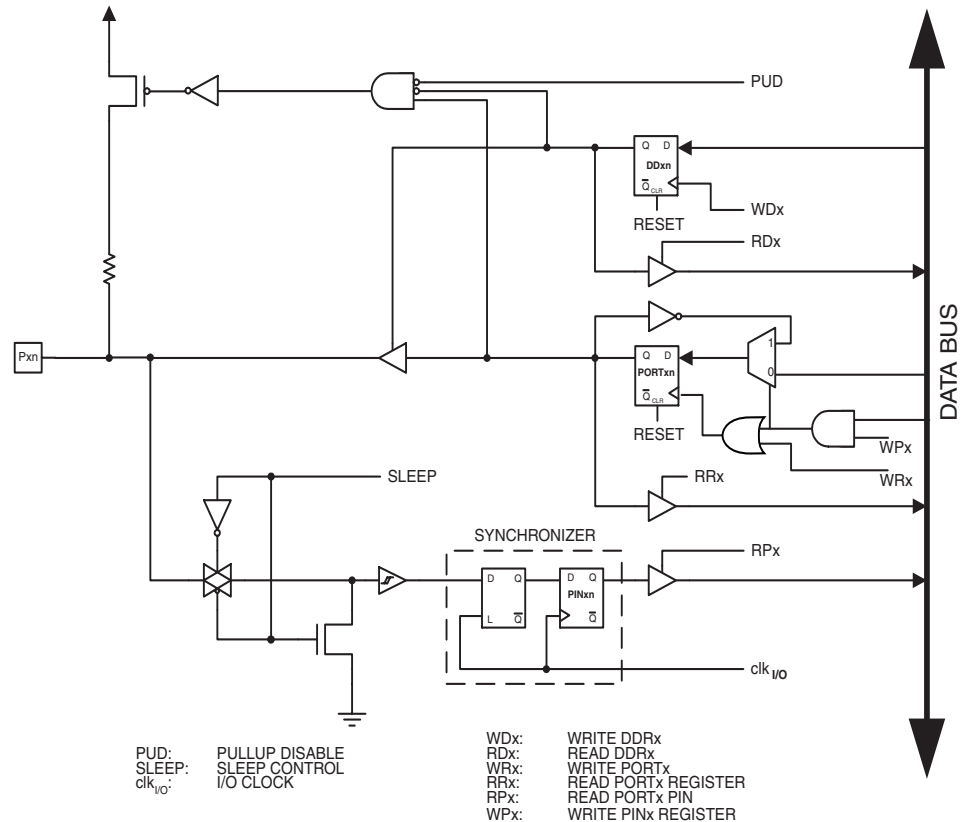 PUD
Q D
DDxn
Q CLR
WDx
RESET
RDx
1
Pxn
Q D
PORTxn
0
Q CLR
DATA BUS
RESET
WPx
WRx
SLEEP
RRx
SYNCHRONIZER
RPx
D Q
D Q
PINxn
L Q
Q
clk I/O
WDx: WRITE DDRx
PUD: PULLUP DISABLE
RDx: READ DDRx
SLEEP: SLEEP CONTROL
WRx: WRITE PORTx
clk I/O: I/O CLOCK
RRx: READ PORTx REGISTER
RPx: READ PORTx PIN
WPx: WRITE PINx REGISTER